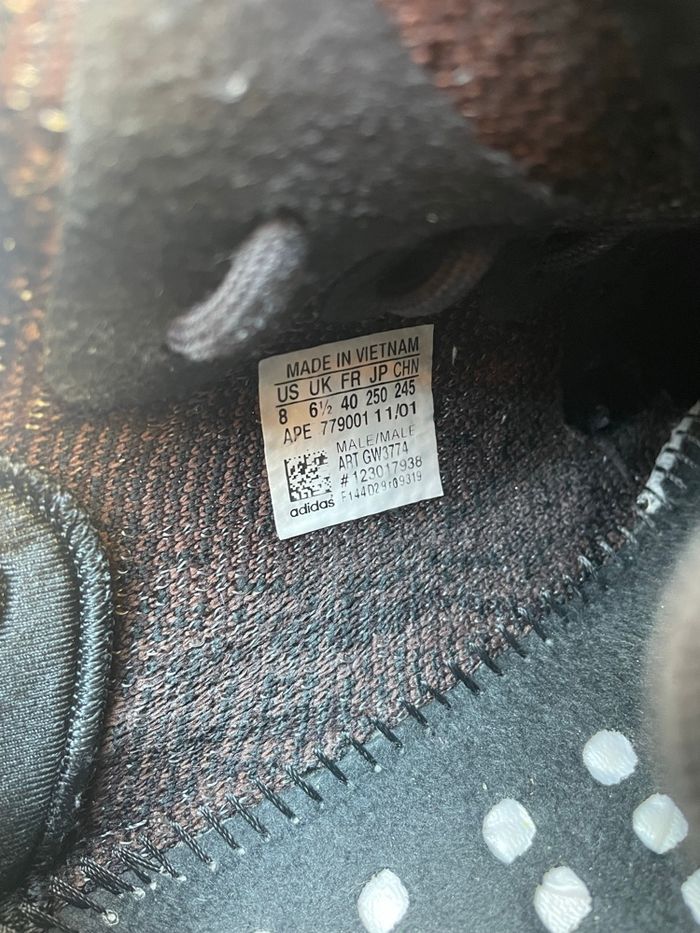 MADE IN VIETNAM
US UK FR JP CHN
8 6½ 40 250 245
APE 779001 11/01
MALE/MALE
ART GW3774
#123017938
adidas